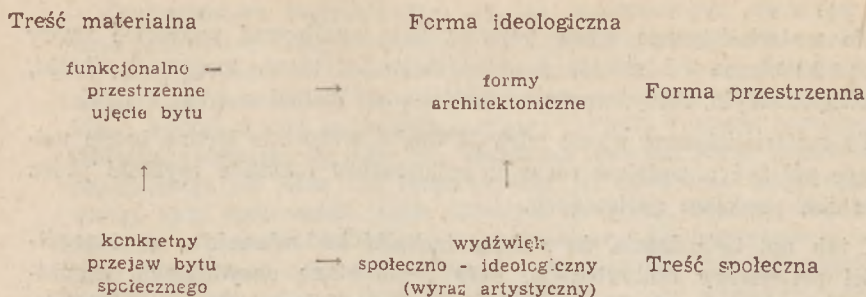 Treść materialna Forma ideologiczna
funkcjonalno —
przestrzenne
ujęcie bytu
→
formy
architektoniczne
Forma przestrzenna
↑ ↑
konkretny
przejaw bytu
społecznego
→
wydźwięk
społeczno - ideologiczny
(wyraz artystyczny)
Treść społeczna